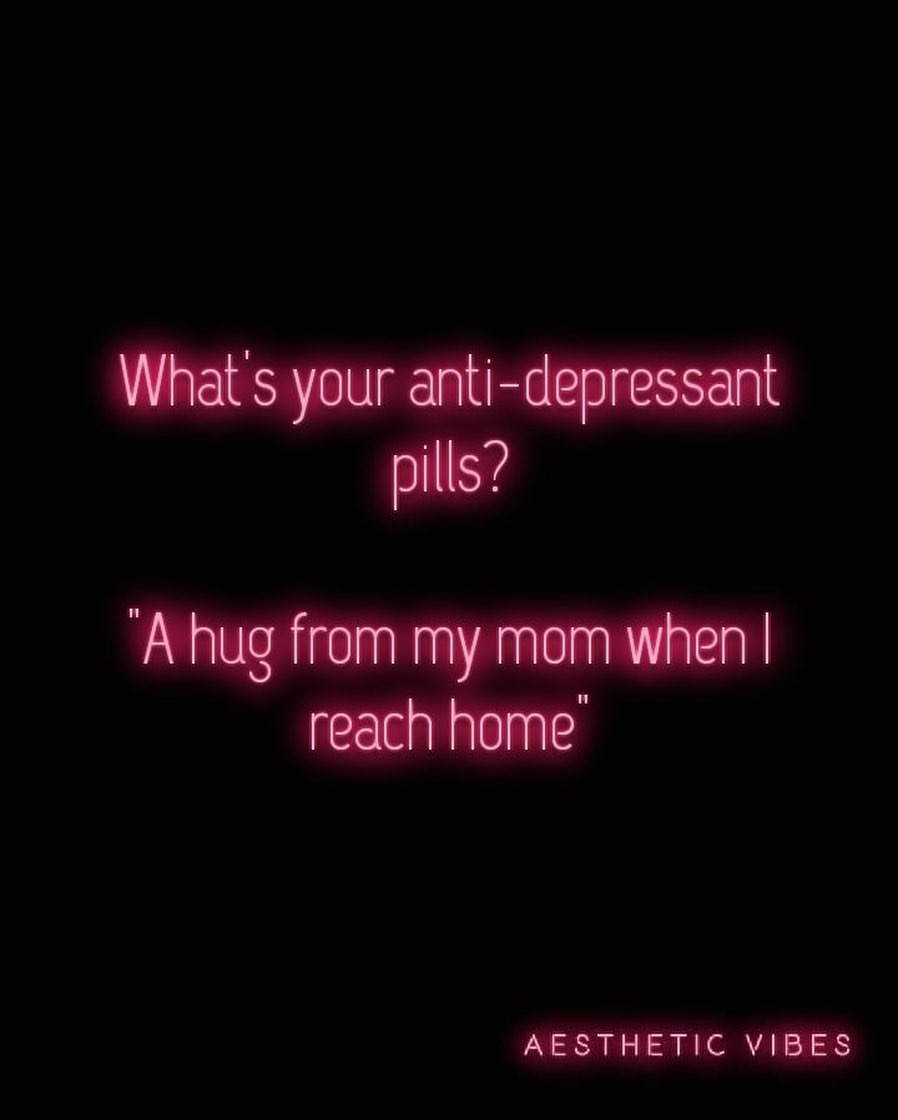 What's your anti-depressant
pills?
"A hug from my mom when I
reach home"
AESTHETIC VIBES